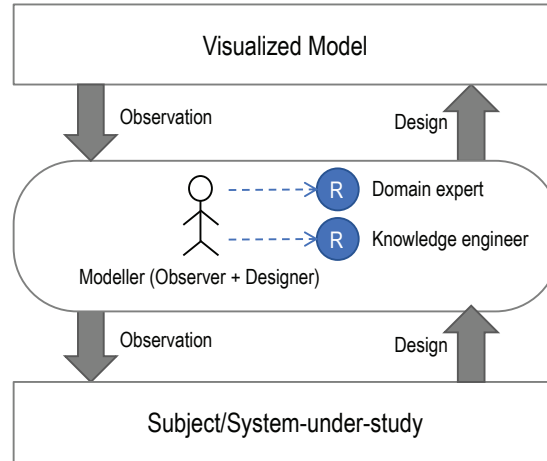 Visualized Model
Observation
Design
R
Domain expert
R
Knowledge engineer
Modeller (Observer + Designer)
Observation
Design
Subject/System-under-study